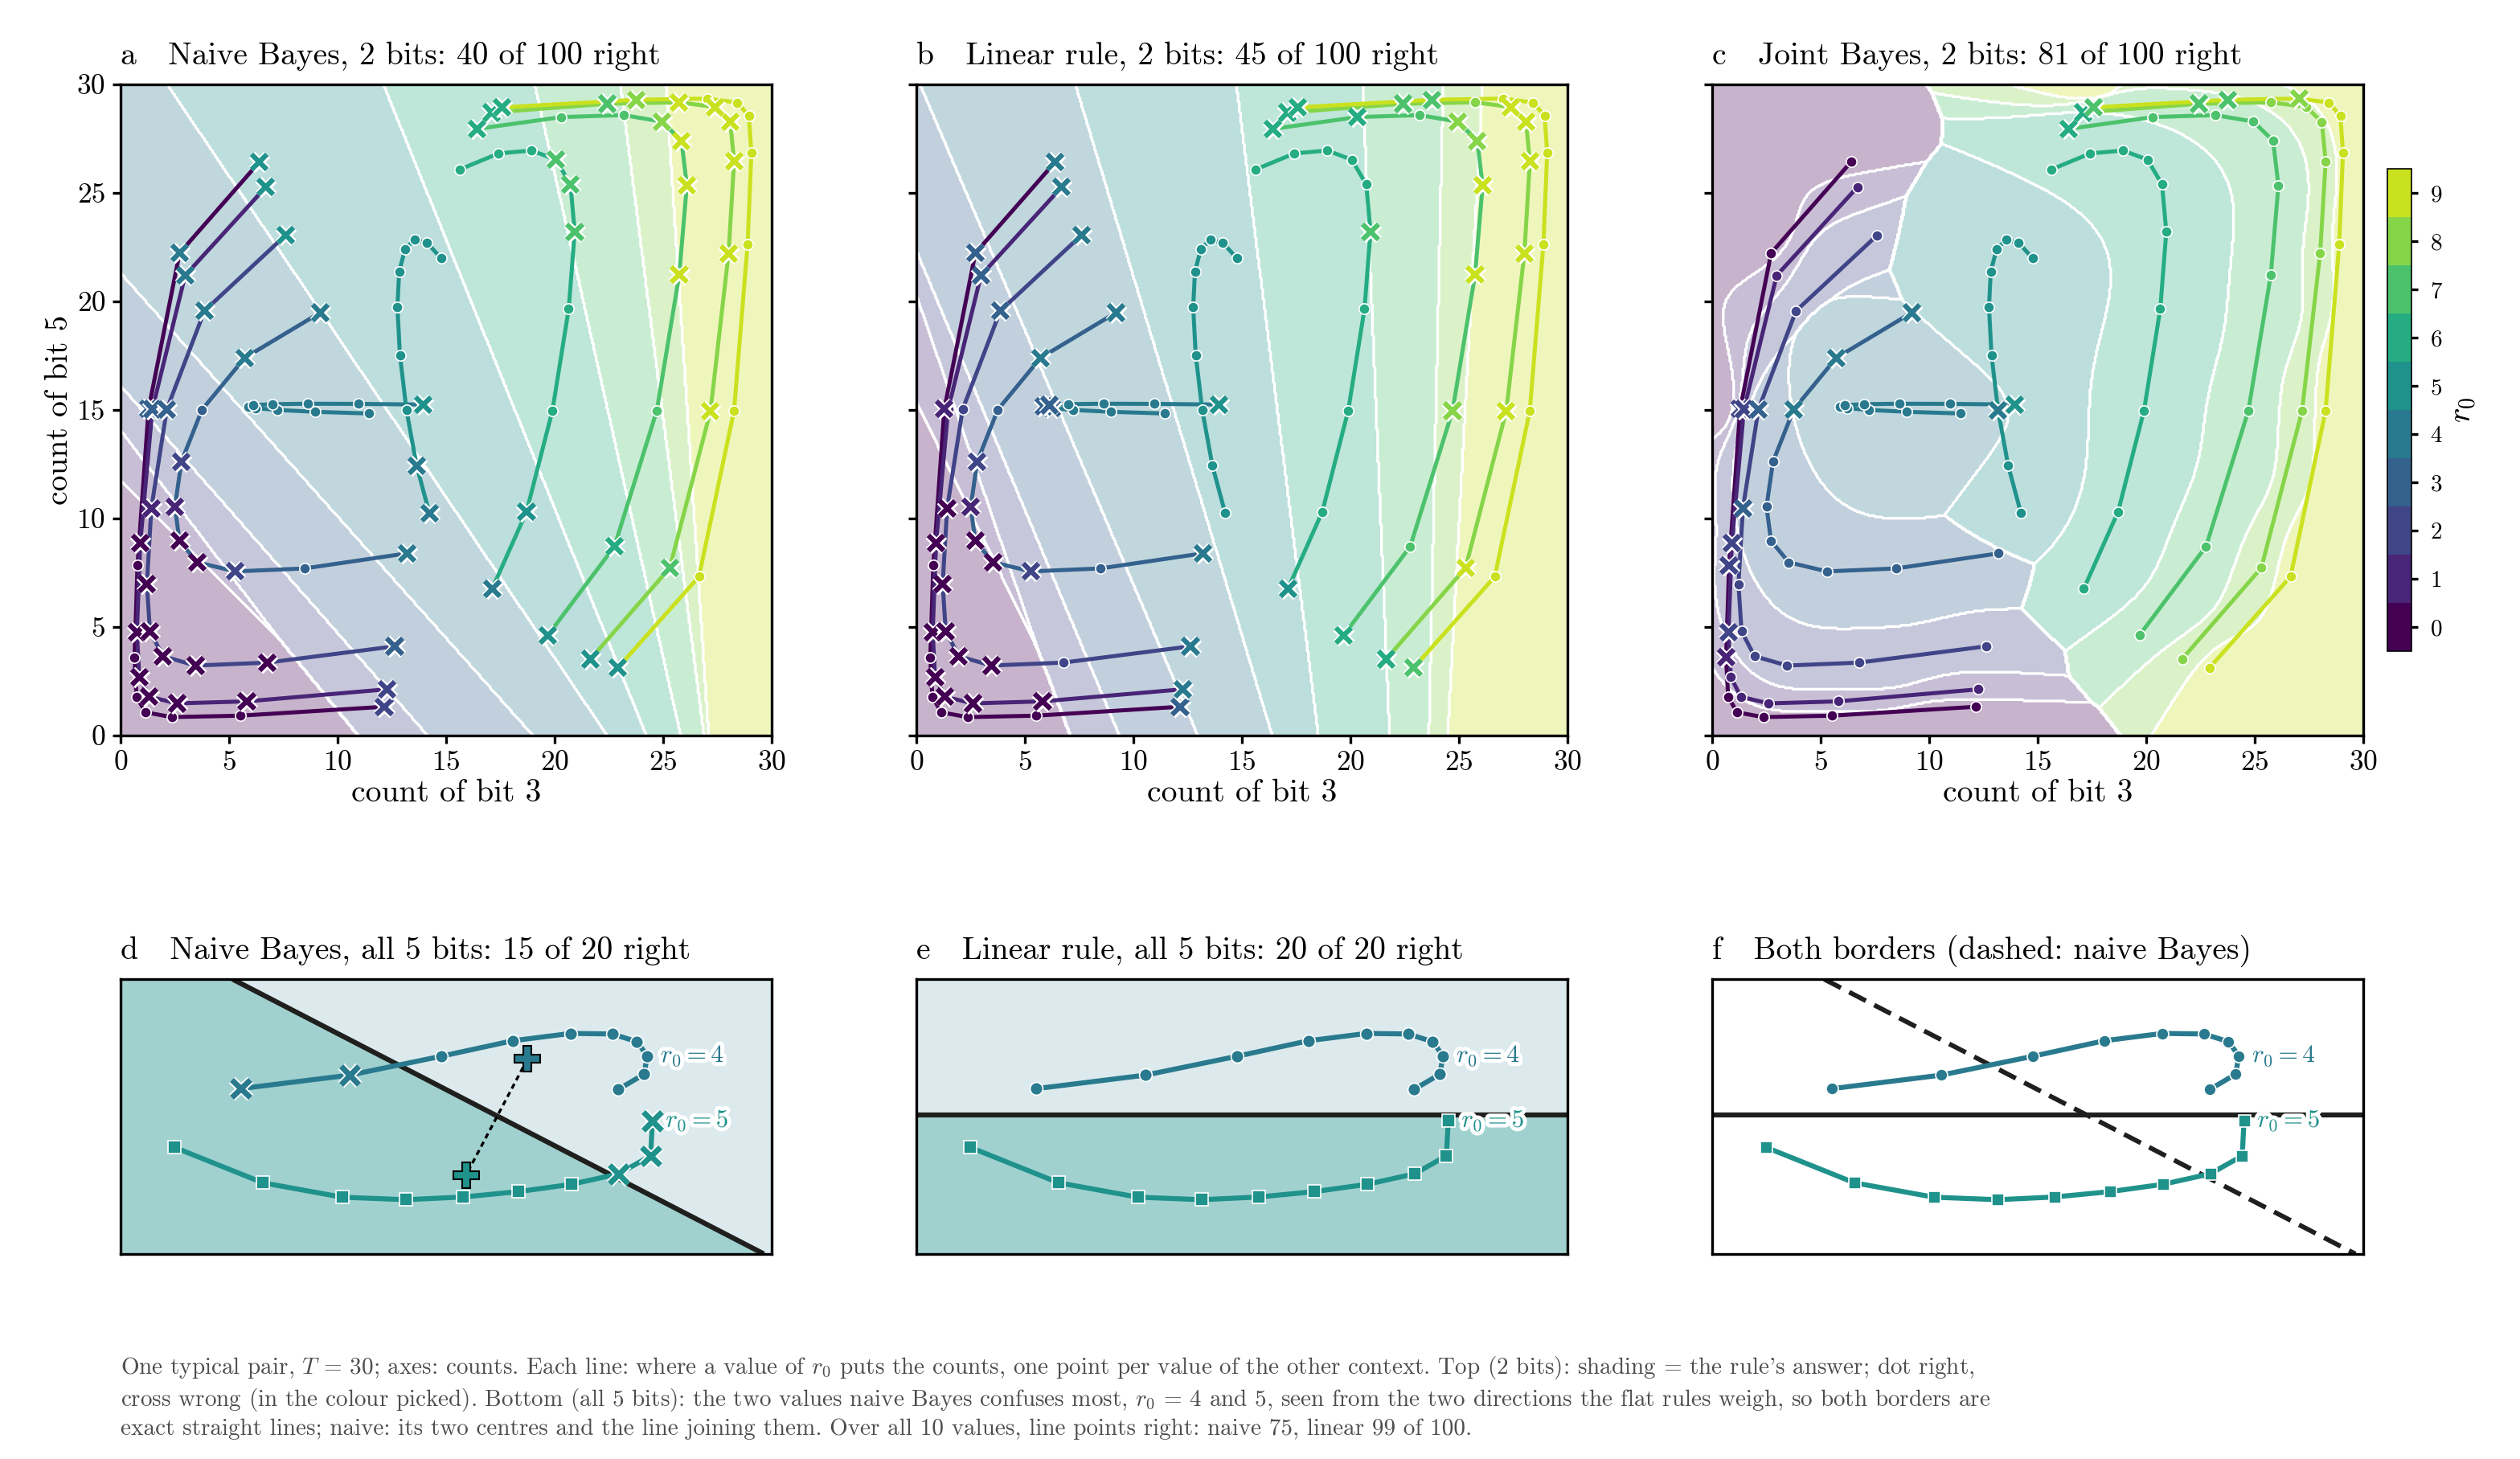 a Naive Bayes, 2 bits: 40 of 100 right
b Linear rule, 2 bits: 45 of 100 right
c Joint Bayes, 2 bits: 81 of 100 right
30
25
20
15
10
5
0
count of bit 5
0 5 10 15 20 25 30
count of bit 3
0 5 10 15 20 25 30
count of bit 3
0 5 10 15 20 25 30
count of bit 3
9
8
7
6
5
4
3
2
1
0
r₀
d Naive Bayes, all 5 bits: 15 of 20 right
r₀ = 4
r₀ = 5
e Linear rule, all 5 bits: 20 of 20 right
r₀ = 4
r₀ = 5
f Both borders (dashed: naive Bayes)
r₀ = 4
r₀ = 5
One typical pair, T = 30; axes: counts. Each line: where a value of r₀ puts the counts, one point per value of the other context. Top (2 bits): shading = the rule's answer; dot right,
cross wrong (in the colour picked). Bottom (all 5 bits): the two values naive Bayes confuses most, r₀ = 4 and 5, seen from the two directions the flat rules weigh, so both borders are
exact straight lines; naive: its two centres and the line joining them. Over all 10 values, line points right: naive 75, linear 99 of 100.